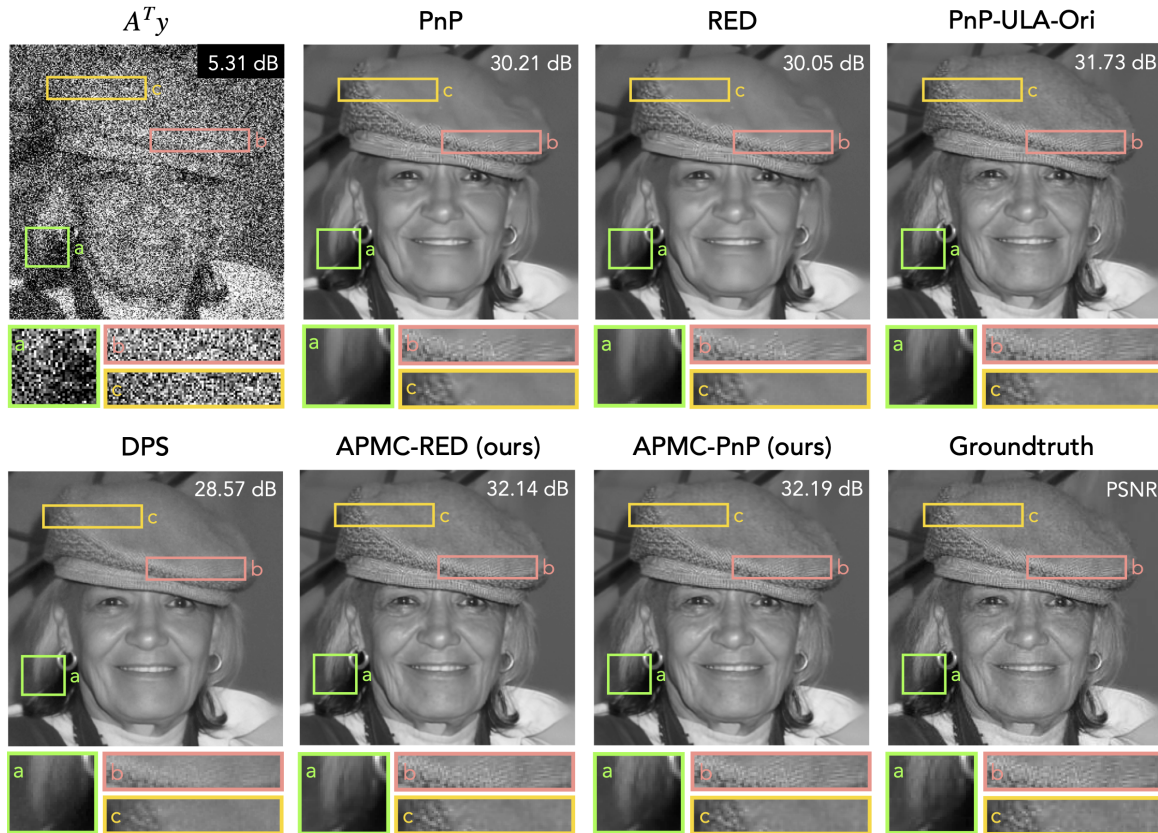 AᵀY
PnP
RED
PnP-ULA-Ori
5.31 dB
30.21 dB
30.05 dB
31.73 dB
c
c
c
c
b
b
b
b
a
a
a
a
a
b
a
b
a
b
a
b
c
c
c
c
DPS
APMC-RED (ours)
APMC-PnP (ours)
Groundtruth
28.57 dB
32.14 dB
32.19 dB
PSNR
c
c
c
c
b
b
b
b
a
a
a
a
a
b
a
b
a
b
a
b
c
c
c
c